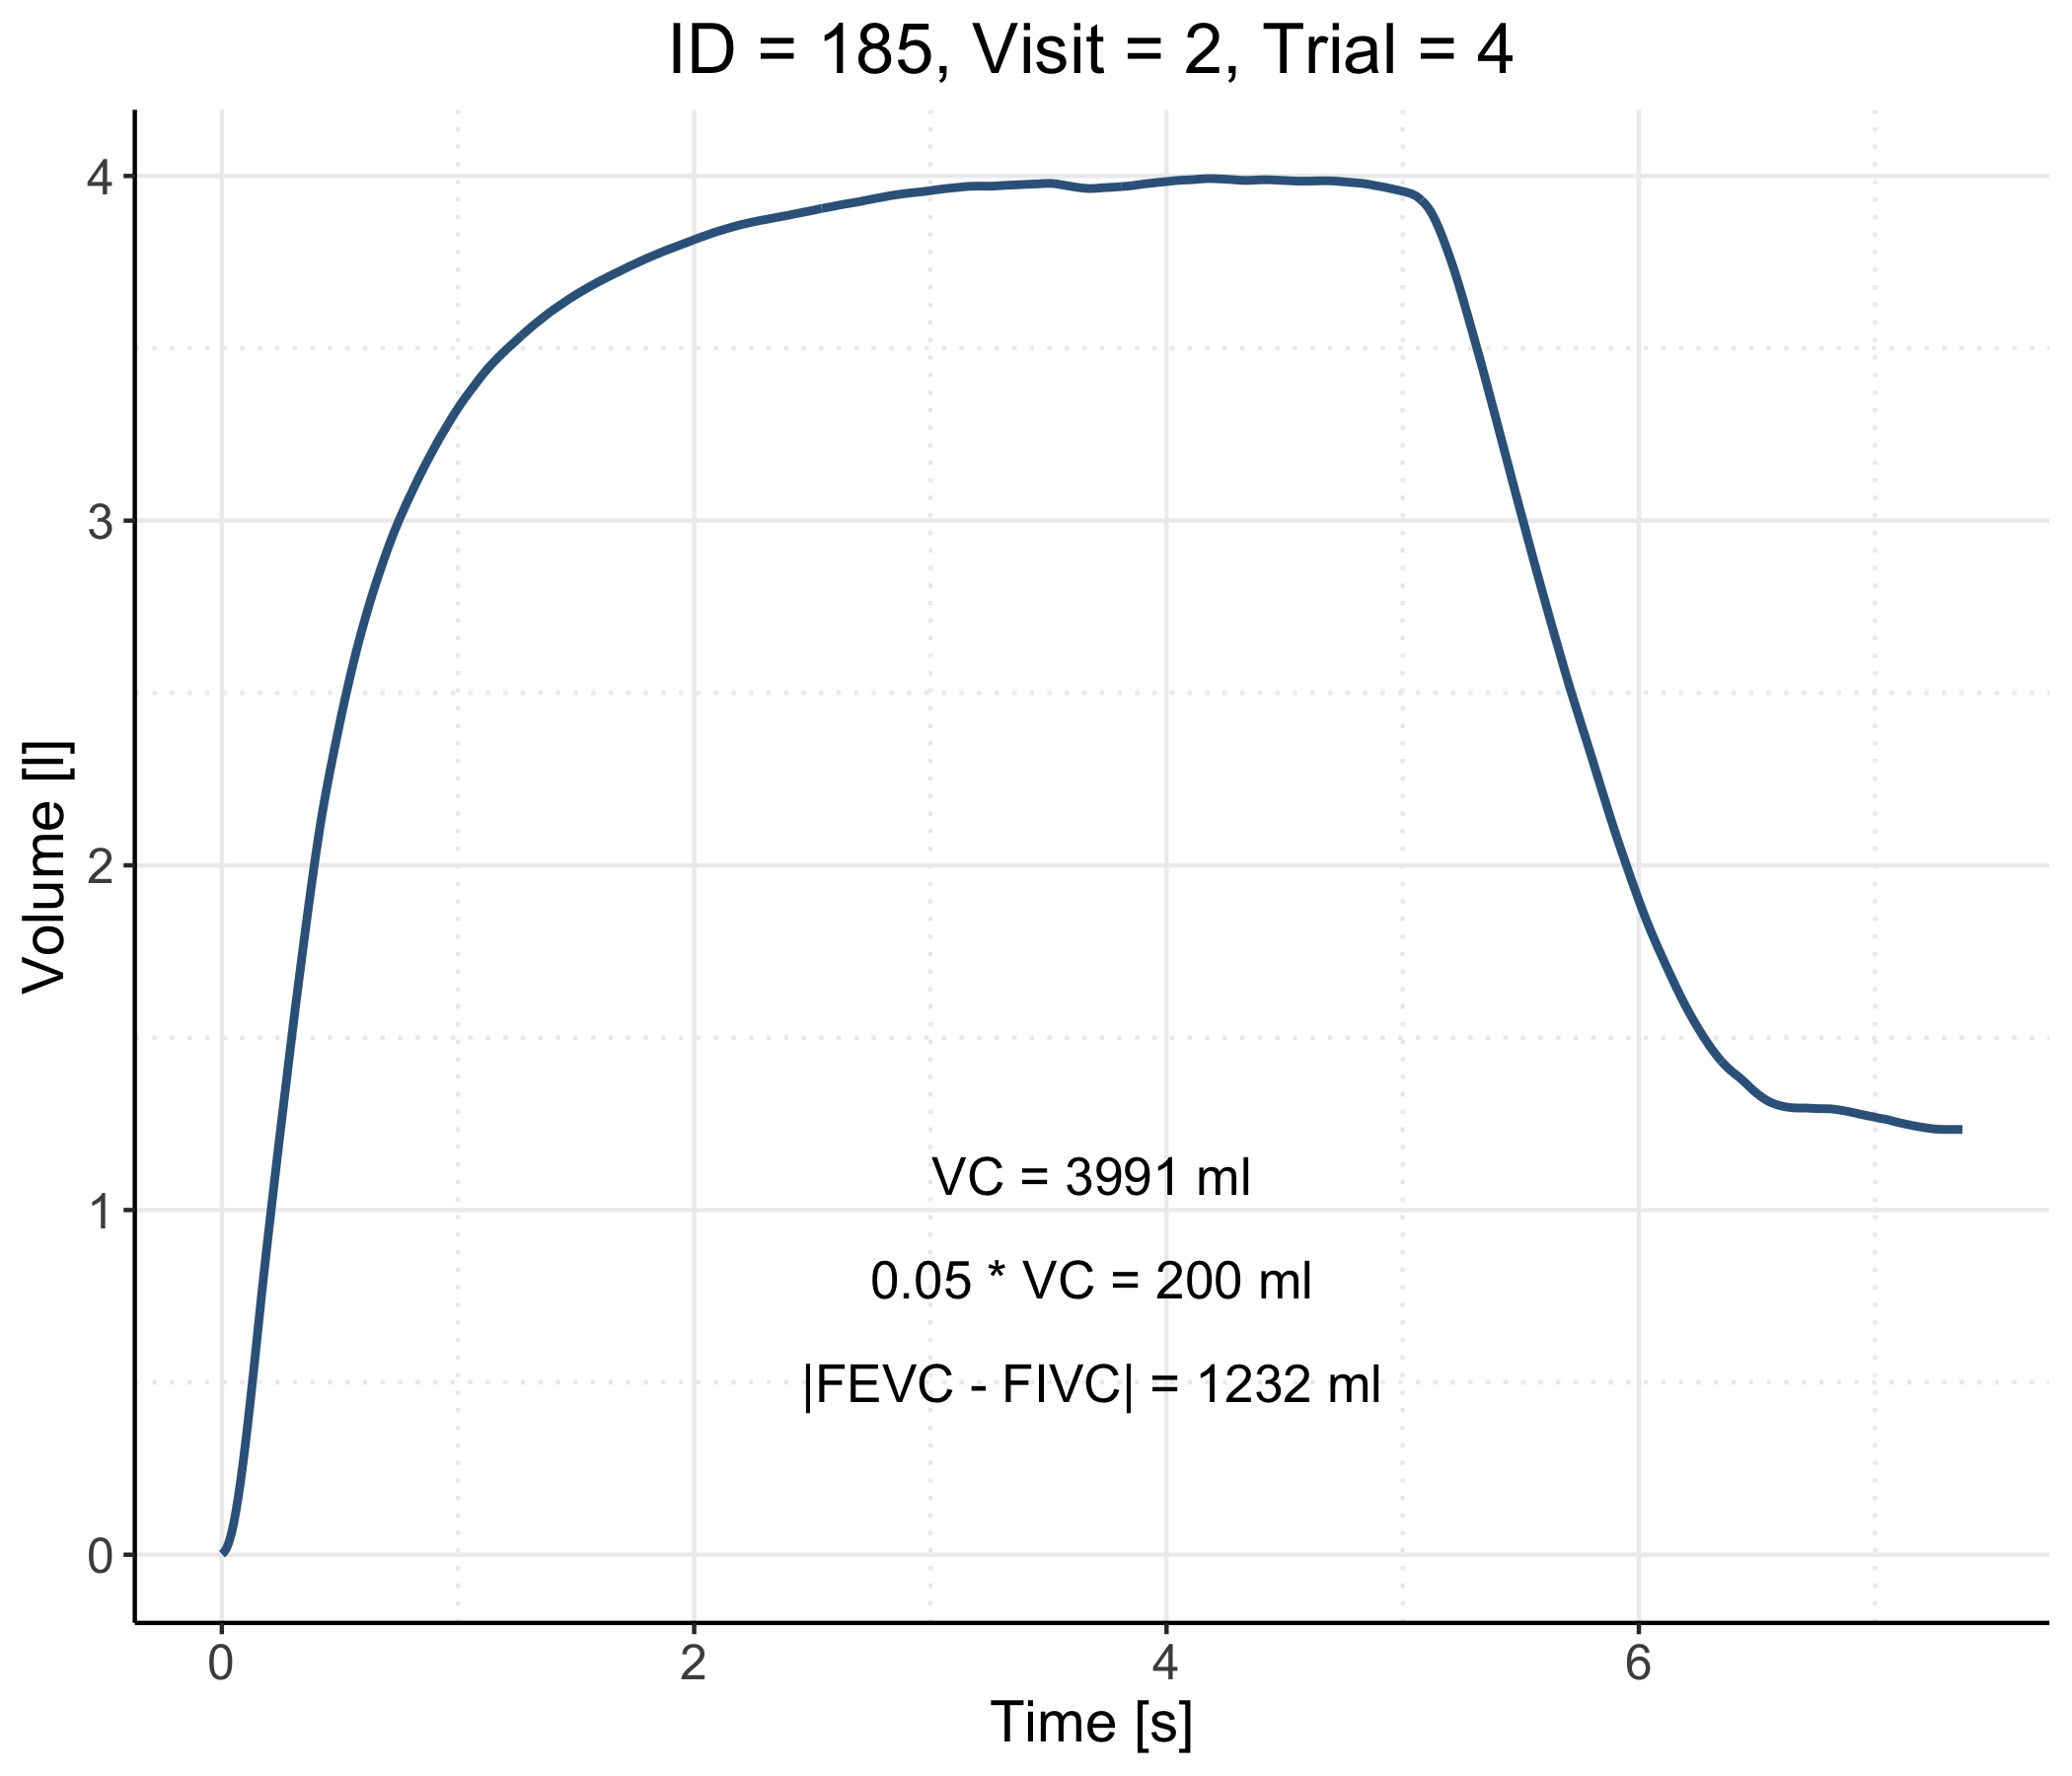 ID = 185, Visit = 2, Trial = 4
4
3
2
1
0
Volume [l]
VC = 3991 ml
0.05 * VC = 200 ml
|FEVC - FIVC| = 1232 ml
0 2 4 6
Time [s]